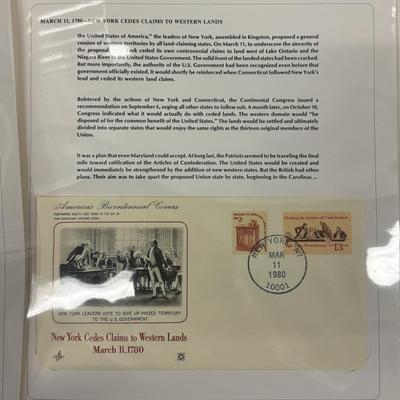 MARCH 11, 1780—NEW YORK CEDES CLAIMS TO WESTERN LANDS
the United States of America," the leaders of New York, assembled in Kingston, proposed a general
cession of western territories by all land-claiming states. On March 11, to underscore the sincerity of
the proposal, New York ceded its own controversial claims to land west of Lake Ontario and the
Niagara River to the United States Government. The solid front of the landed states had been cracked.
But more importantly, the authority of the U.S. Government had been recognized even before that
government officially existed. It would shortly be reinforced when Connecticut followed New York's
lead and ceded its western land claims.
Bolstered by the actions of New York and Connecticut, the Continental Congress issued a
recommendation on September 6, urging all other states to follow suit. A month later, on October 10,
Congress indicated what it would actually do with ceded lands. The western domain would "be
disposed of for the common benefit of the United States." The lands would be settled and ultimately
divided into separate states that would enjoy the same rights as the thirteen original members of the
Union.
It was a plan that even Maryland could accept. At long last, the Patriots seemed to be traveling the final
mile toward ratification of the Articles of Confederation. The United States would be created and
would immediately be strengthened by the addition of new western states. But the British had other
plans. Their aim was to take apart the proposed Union state by state, beginning in the Carolinas ...
America's Bicentennial Covers
POSTMARKED EXACTLY 200 YEARS TO THE DAY OF
THE SIGNIFICANT HISTORIC EVENT
NEW YORK LEADERS VOTE TO GIVE UP PRIZED TERRITORY
TO THE U.S. GOVERNMENT
New York Cedes Claims to Western Lands
March 11, 1780
NEW YORK, NY
MAR
11
1980
10001
Drafting the Articles of Confederation
13c